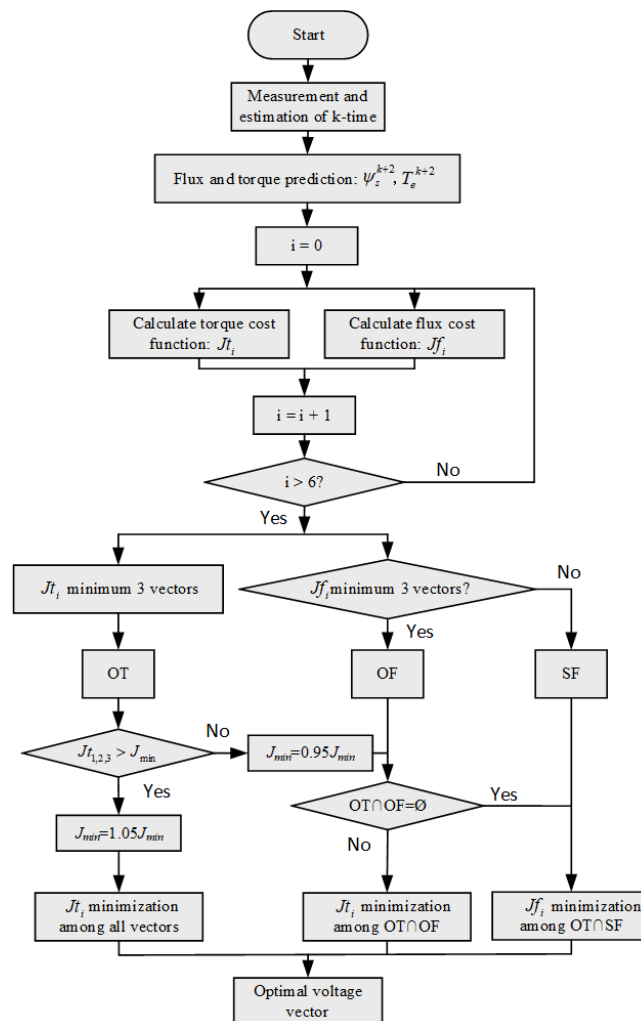 Start
Measurement and
estimation of k-time
Flux and torque prediction: ψₛᵏ⁺², Tₑᵏ⁺²
i = 0
Calculate torque cost
function: Jtᵢ
Calculate flux cost
function: Jfᵢ
i = i + 1
i > 6?
No
Yes
Jtᵢ minimum 3 vectors
Jfᵢ minimum 3 vectors?
No
Yes
OT
OF
SF
Jt₁,₂,₃ > Jmin
No
Jmin=0.95Jmin
Yes
OT∩OF=Ø
Yes
Jmin=1.05Jmin
No
Jtᵢ minimization
among all vectors
Jtᵢ minimization
among OT∩OF
Jfᵢ minimization
among OT∩SF
Optimal voltage
vector